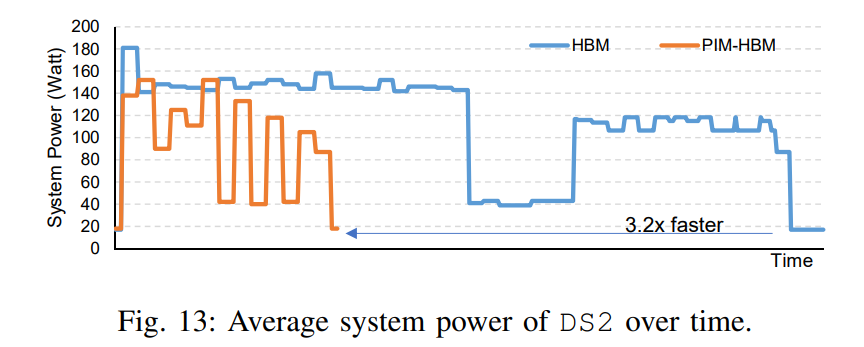 200
180
160
140
120
100
80
60
40
20
0
System Power (Watt)
HBM
PIM-HBM
3.2x faster
Time
Fig. 13: Average system power of DS2 over time.